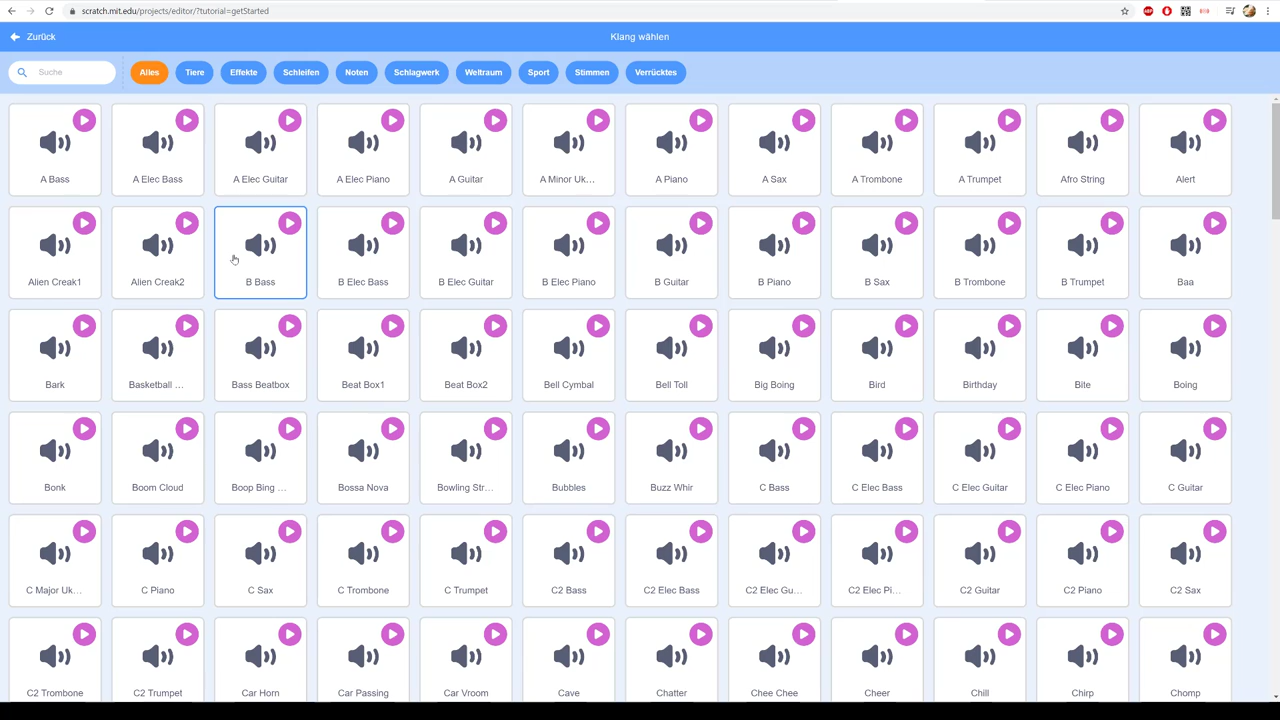 scratch.mit.edu/projects/editor/?tutorial=getStarted
Zurück
Klang wählen
Suche
Alles
Tiere
Effekte
Schleifen
Noten
Schlagwerk
Weltraum
Sport
Stimmen
Verrücktes
A Bass
A Elec Bass
A Elec Guitar
A Elec Piano
A Guitar
A Minor Uk...
A Piano
A Sax
A Trombone
A Trumpet
Afro String
Alert
Alien Creak1
Alien Creak2
B Bass
B Elec Bass
B Elec Guitar
B Elec Piano
B Guitar
B Piano
B Sax
B Trombone
B Trumpet
Baa
Bark
Basketball ...
Bass Beatbox
Beat Box1
Beat Box2
Bell Cymbal
Bell Toll
Big Boing
Bird
Birthday
Bite
Boing
Bonk
Boom Cloud
Boop Bing ...
Bossa Nova
Bowling Str...
Bubbles
Buzz Whir
C Bass
C Elec Bass
C Elec Guitar
C Elec Piano
C Guitar
C Major Uk...
C Piano
C Sax
C Trombone
C Trumpet
C2 Bass
C2 Elec Bass
C2 Elec Gu...
C2 Elec Pi...
C2 Guitar
C2 Piano
C2 Sax
C2 Trombone
C2 Trumpet
Car Horn
Car Passing
Car Vroom
Cave
Chatter
Chee Chee
Cheer
Chill
Chirp
Chomp